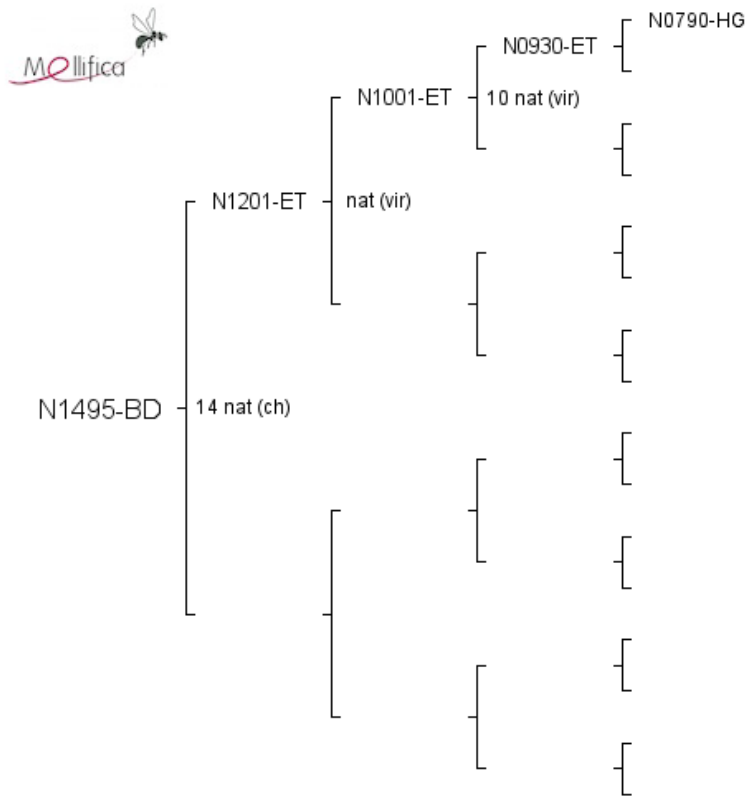 Mellifica
N0790-HG
N0930-ET
N1001-ET
10 nat (vir)
N1201-ET
nat (vir)
N1495-BD
14 nat (ch)